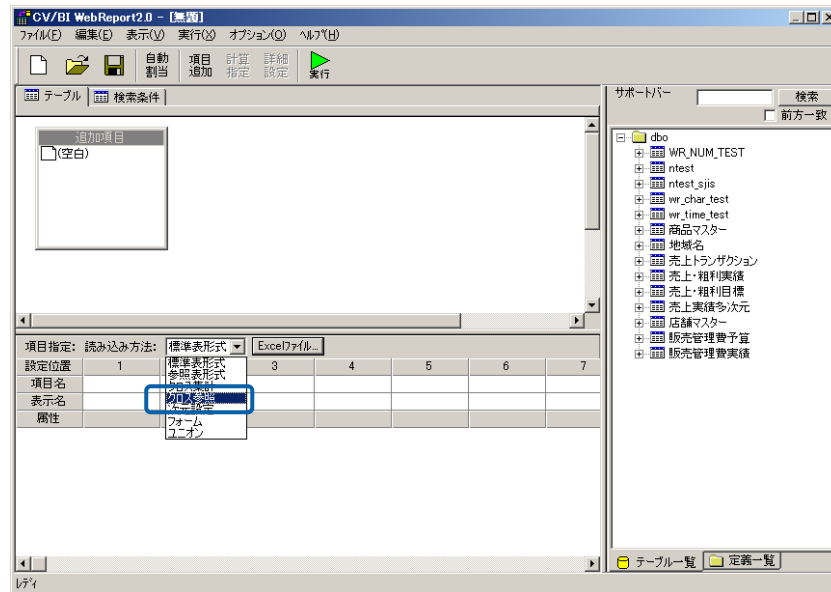 CV/BI WebReport2.0 - [無題]
ファイル(F) 編集(E) 表示(V) 実行(X) オプション(O) ヘルプ(H)
自動割当 項目追加 計算指定 詳細設定 実行
テーブル 検索条件
追加項目
(空白)
サポートバー 検索
前方一致
dbo
WR_NUM_TEST
ntest
ntest_sjis
wr_char_test
wr_time_test
商品マスター
地域名
売上トランザクション
売上・粗利実績
売上・粗利目標
売上実績多次元
店舗マスター
販売管理費予算
販売管理費実績
項目指定: 読み込み方法: 標準表形式 Excelファイル...
設定位置 1 3 4 5 6 7
項目名
表示名
属性
標準表形式
参照表形式
クロス集計
クロス参照
次元設定
フォーム
ユニオン
テーブル一覧 定義一覧
レディ